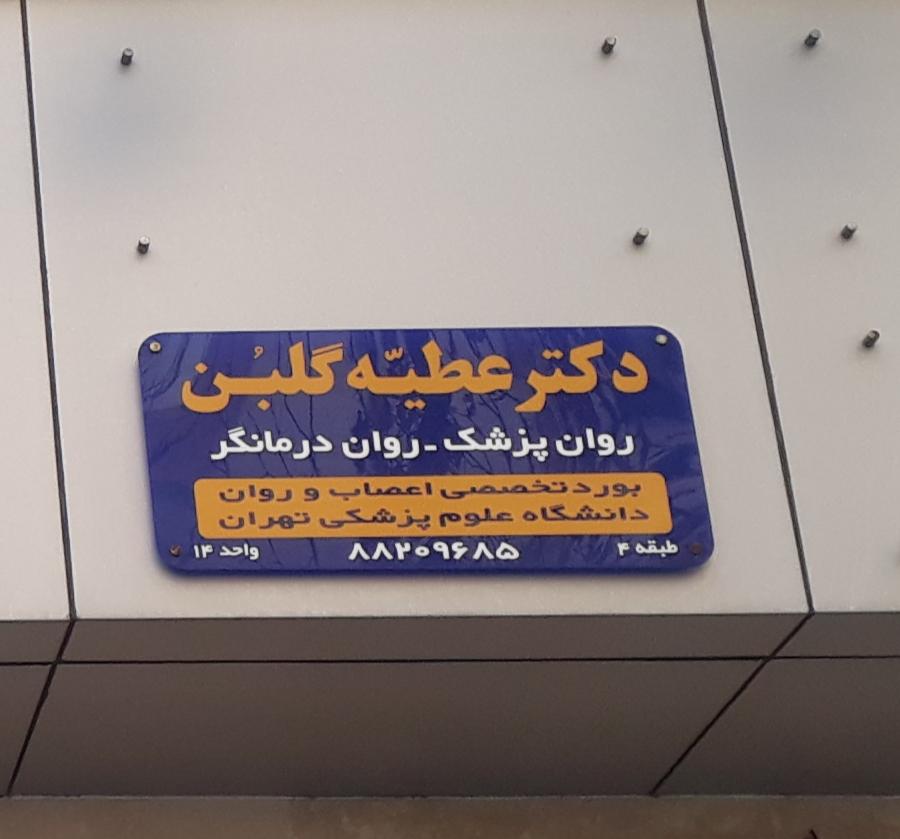 دکتر عطیّه گلبُن
روان پزشک - روان درمانگر
بورد تخصصی اعصاب و روان
دانشگاه علوم پزشکی تهران
طبقه ۴ ۸۸۲۰۹۶۸۵ واحد ۱۴